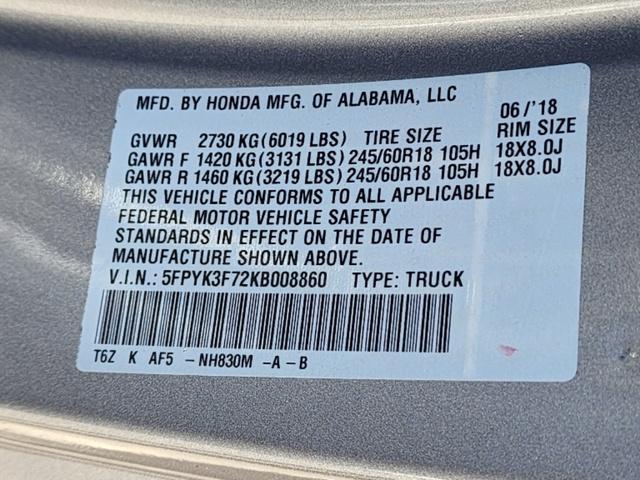 MFD. BY HONDA MFG. OF ALABAMA, LLC 06/'18
GVWR 2730 KG (6019 LBS) TIRE SIZE RIM SIZE
GAWR F 1420 KG (3131 LBS) 245/60R18 105H 18X8.0J
GAWR R 1460 KG (3219 LBS) 245/60R18 105H 18X8.0J
THIS VEHICLE CONFORMS TO ALL APPLICABLE
FEDERAL MOTOR VEHICLE SAFETY
STANDARDS IN EFFECT ON THE DATE OF
MANUFACTURE SHOWN ABOVE.
V.I.N.: 5FPYK3F72KB008860 TYPE: TRUCK
T6Z K AF5 -NH830M -A-B